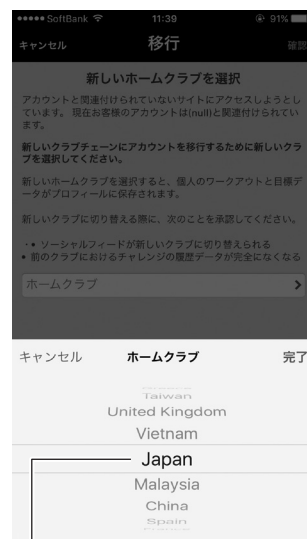 ●●●●● SoftBank 11:39 91%
キャンセル 移行 確認
新しいホームクラブを選択
アカウントと関連付けられていないサイトにアクセスしようとし
ています。 現在お客様のアカウントは(null)と関連付けられてい
ます。
新しいクラブチェーンにアカウントを移行するために新しいクラ
ブを選択してください。
新しいホームクラブを選択すると、個人のワークアウトと目標デ
ータがプロフィールに保存されます。
新しいクラブに切り替える際に、次のことを承認してください。
・• ソーシャルフィードが新しいクラブに切り替えられる
• 前のクラブにおけるチャレンジの履歴データが完全になくなる
ホームクラブ
キャンセル ホームクラブ 完了
Taiwan
United Kingdom
Vietnam
Japan
Malaysia
China
Spain